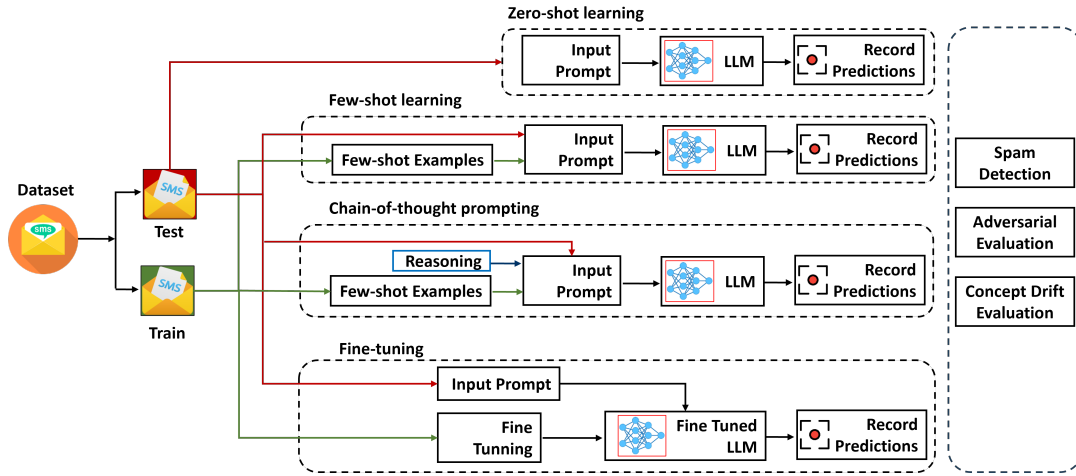 Zero-shot learning
Input
Prompt
LLM
Record
Predictions
Few-shot learning
Few-shot Examples
Input
Prompt
LLM
Record
Predictions
Dataset
sms
SMS
Test
SMS
Train
Chain-of-thought prompting
Reasoning
Few-shot Examples
Input
Prompt
LLM
Record
Predictions
Fine-tuning
Input Prompt
Fine
Tunning
Fine Tuned
LLM
Record
Predictions
Spam
Detection
Adversarial
Evaluation
Concept Drift
Evaluation